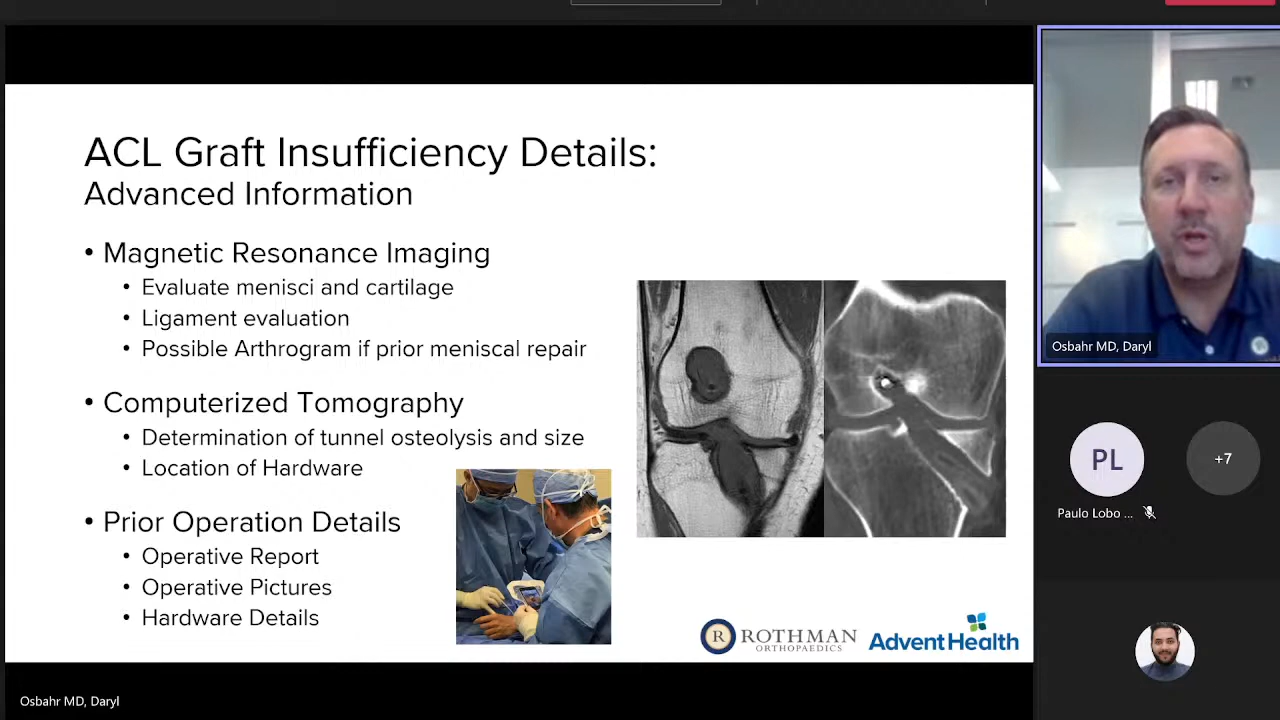 ACL Graft Insufficiency Details:
Advanced Information
• Magnetic Resonance Imaging
• Evaluate menisci and cartilage
• Ligament evaluation
• Possible Arthrogram if prior meniscal repair
• Computerized Tomography
• Determination of tunnel osteolysis and size
• Location of Hardware
• Prior Operation Details
• Operative Report
• Operative Pictures
• Hardware Details
R ROTHMAN
ORTHOPAEDICS
AdventHealth
Osbahr MD, Daryl
PL
+7
Paulo Lobo ...
Osbahr MD, Daryl